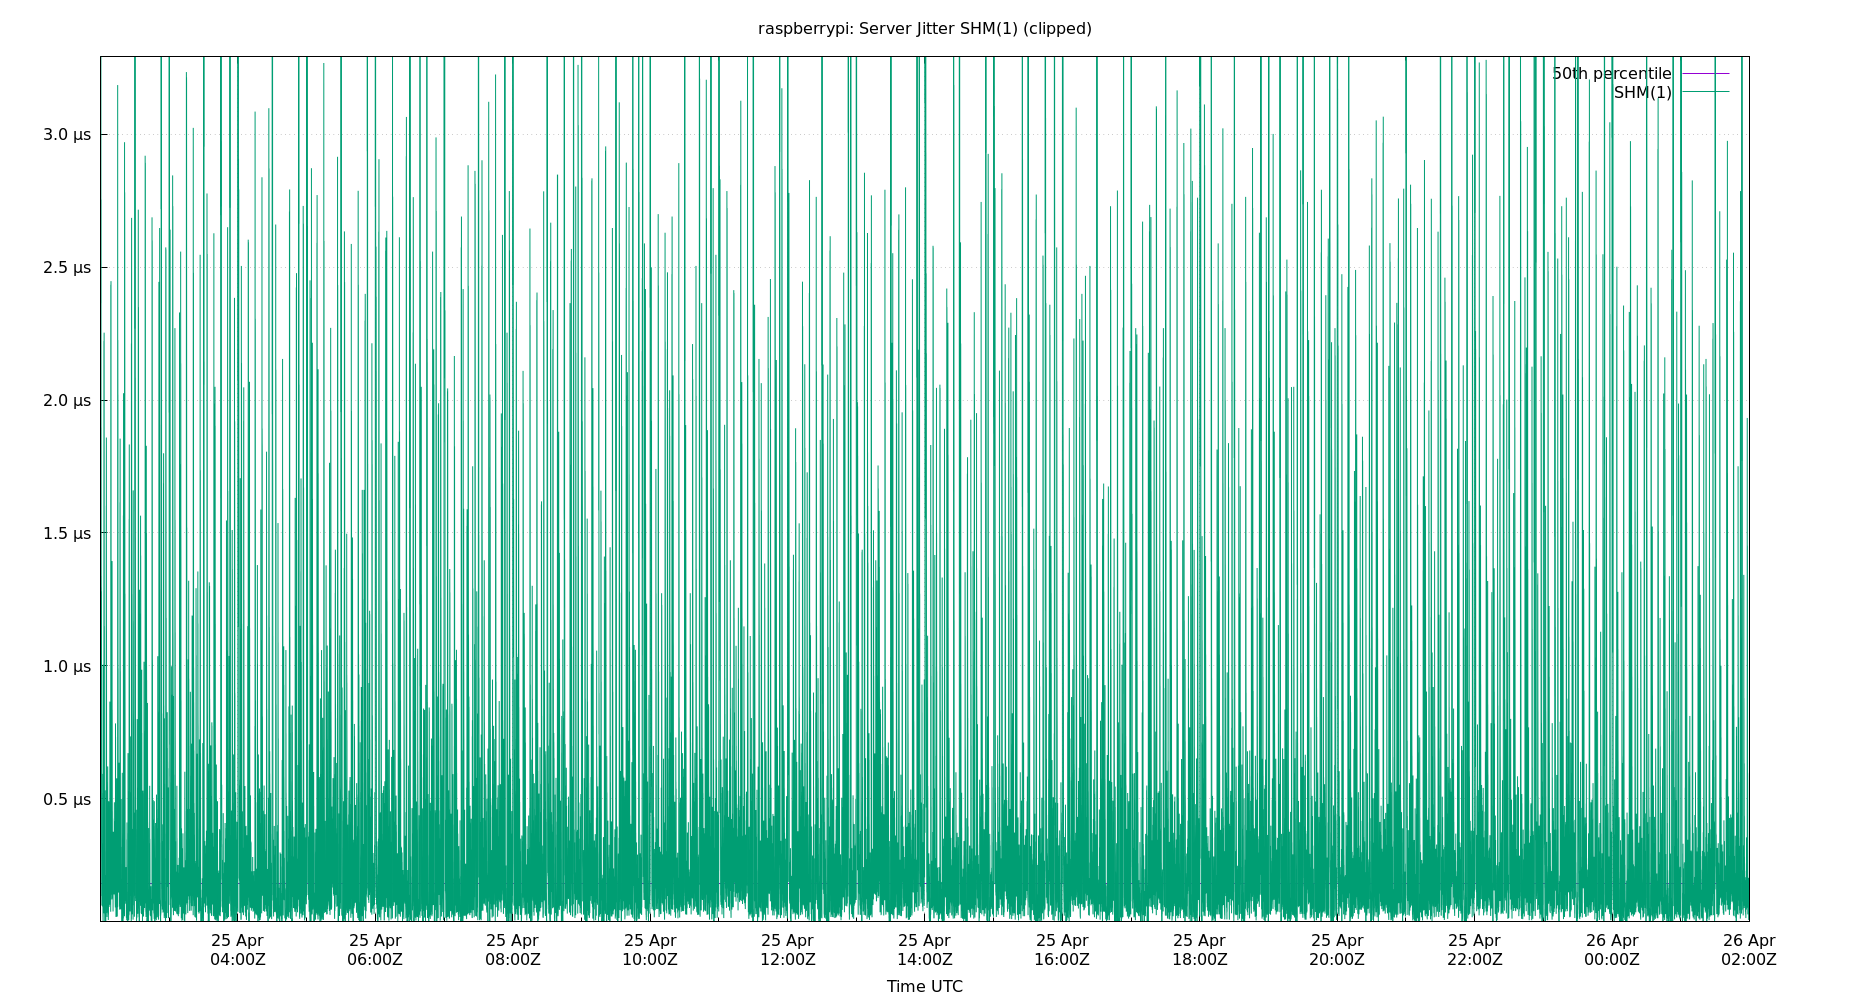 raspberrypi: Server Jitter SHM(1) (clipped)
50th percentile
SHM(1)
3.0 µs
2.5 µs
2.0 µs
1.5 µs
1.0 µs
0.5 µs
25 Apr 25 Apr 25 Apr 25 Apr 25 Apr 25 Apr 25 Apr 25 Apr 25 Apr 25 Apr 26 Apr 26 Apr
04:00Z 06:00Z 08:00Z 10:00Z 12:00Z 14:00Z 16:00Z 18:00Z 20:00Z 22:00Z 00:00Z 02:00Z
Time UTC